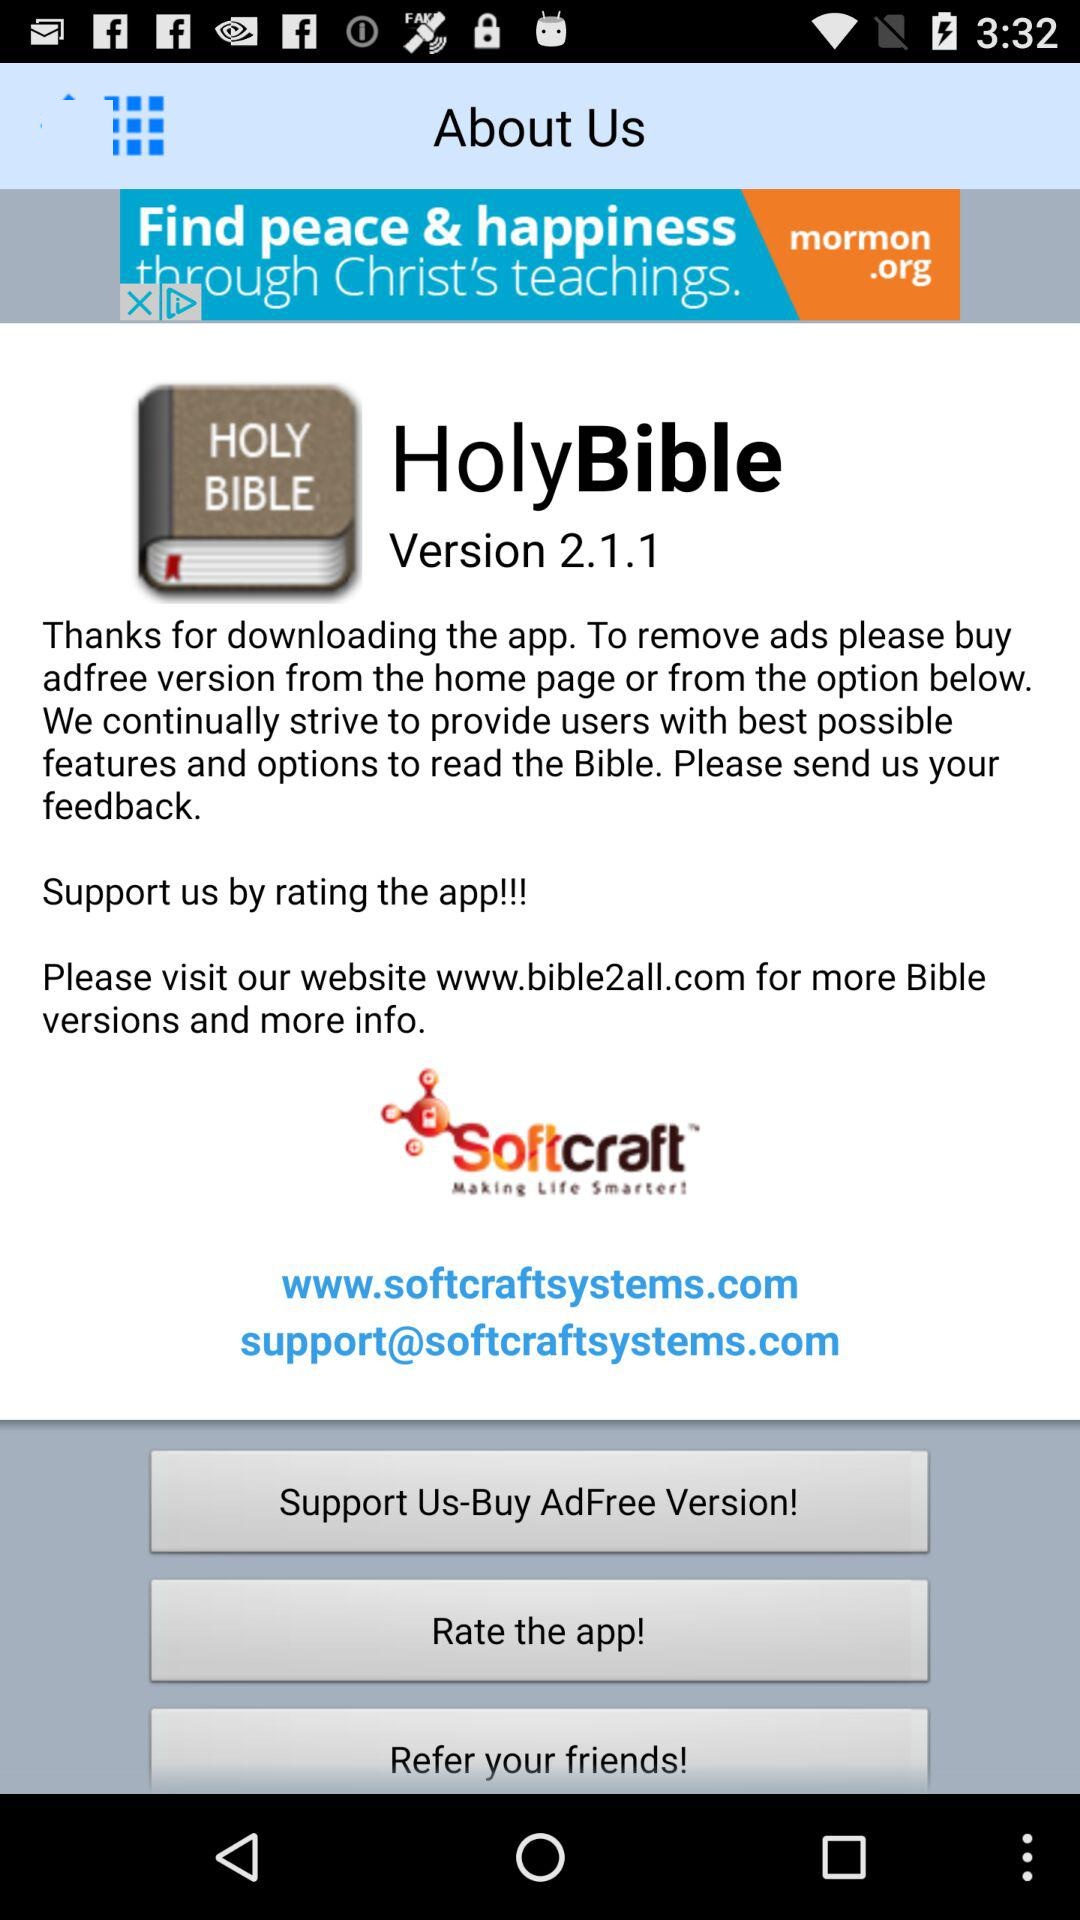 FAKE
3:32
About Us
Find peace & happiness
through Christ's teachings.
mormon
.org
HOLY
BIBLE
HolyBible
Version 2.1.1
Thanks for downloading the app. To remove ads please buy
adfree version from the home page or from the option below.
We continually strive to provide users with best possible
features and options to read the Bible. Please send us your
feedback.
Support us by rating the app!!!
Please visit our website www.bible2all.com for more Bible
versions and more info.
Softcraft™
Making Life Smarter!
www.softcraftsystems.com
support@softcraftsystems.com
Support Us-Buy AdFree Version!
Rate the app!
Refer your friends!